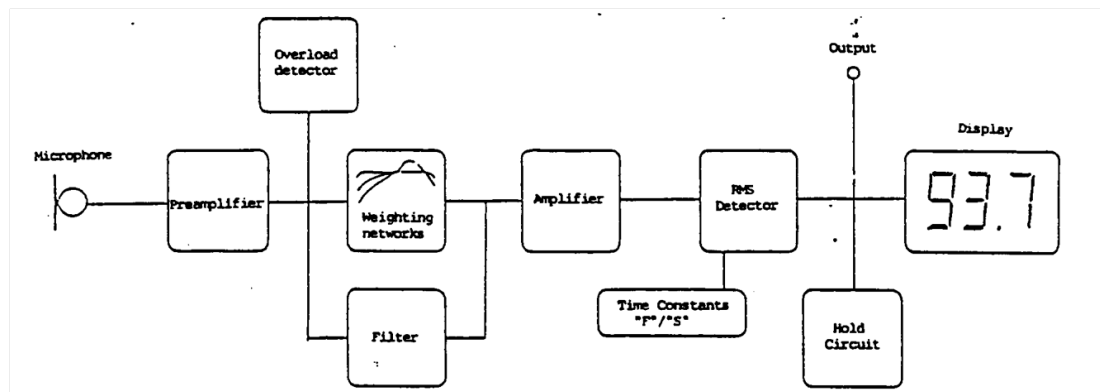 Overload
detector
Output
Microphone
Display
Preamplifier
Weighting
networks
Amplifier
RMS
Detector
93.7
Time Constants
"F"/"S"
Filter
Hold
Circuit